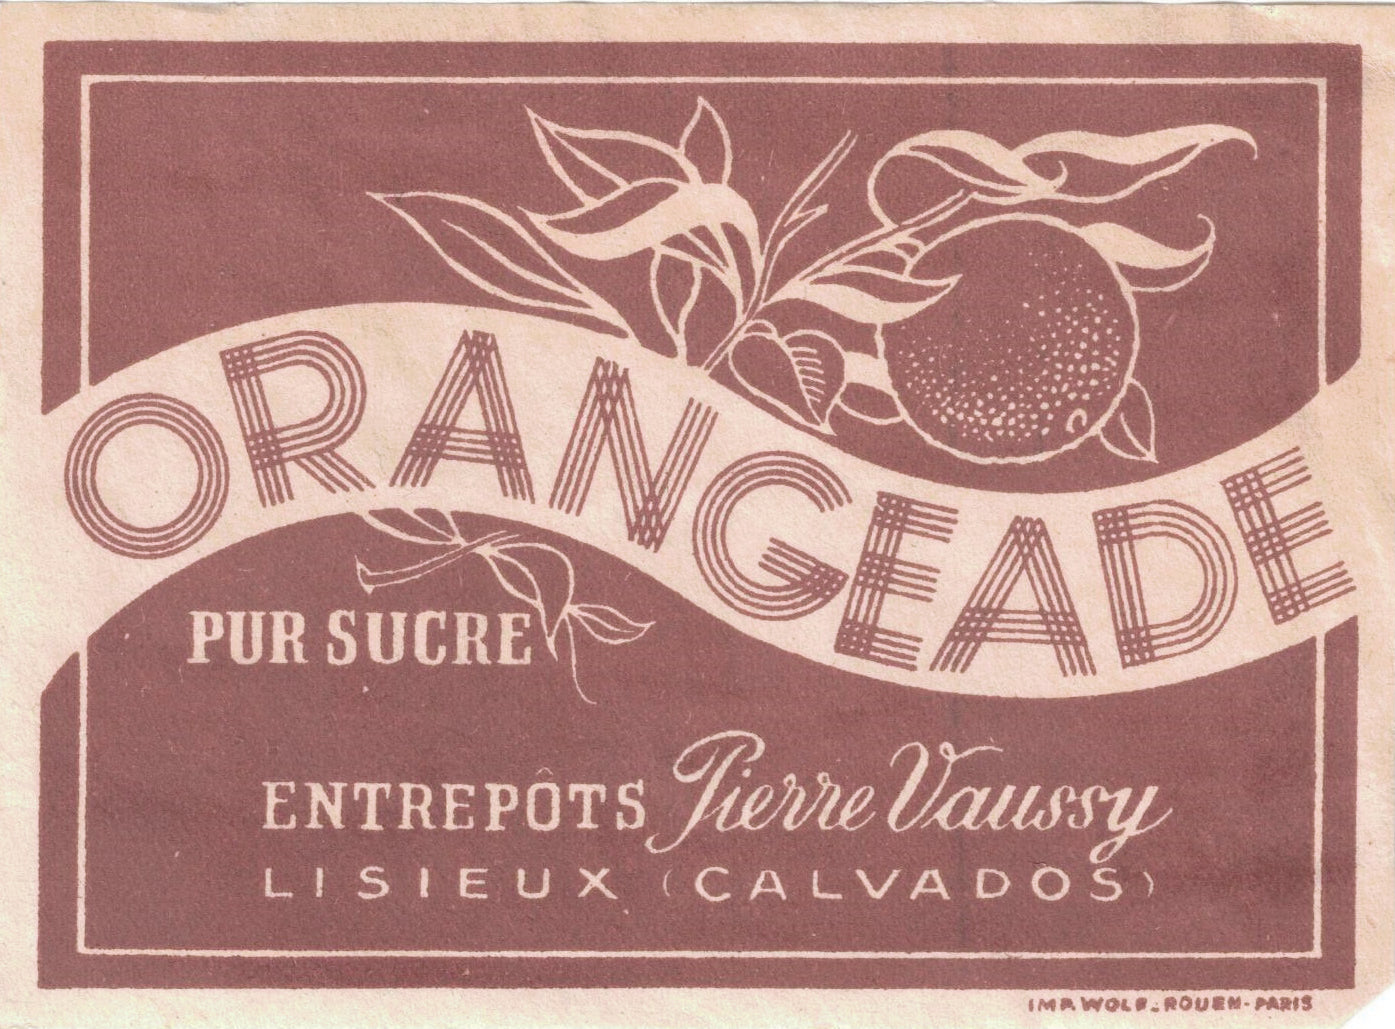 ORANGEADE
PUR SUCRE
ENTREPÔTS Pierre Vaussy
LISIEUX (CALVADOS)
IMP. WOLF - ROUEN - PARIS